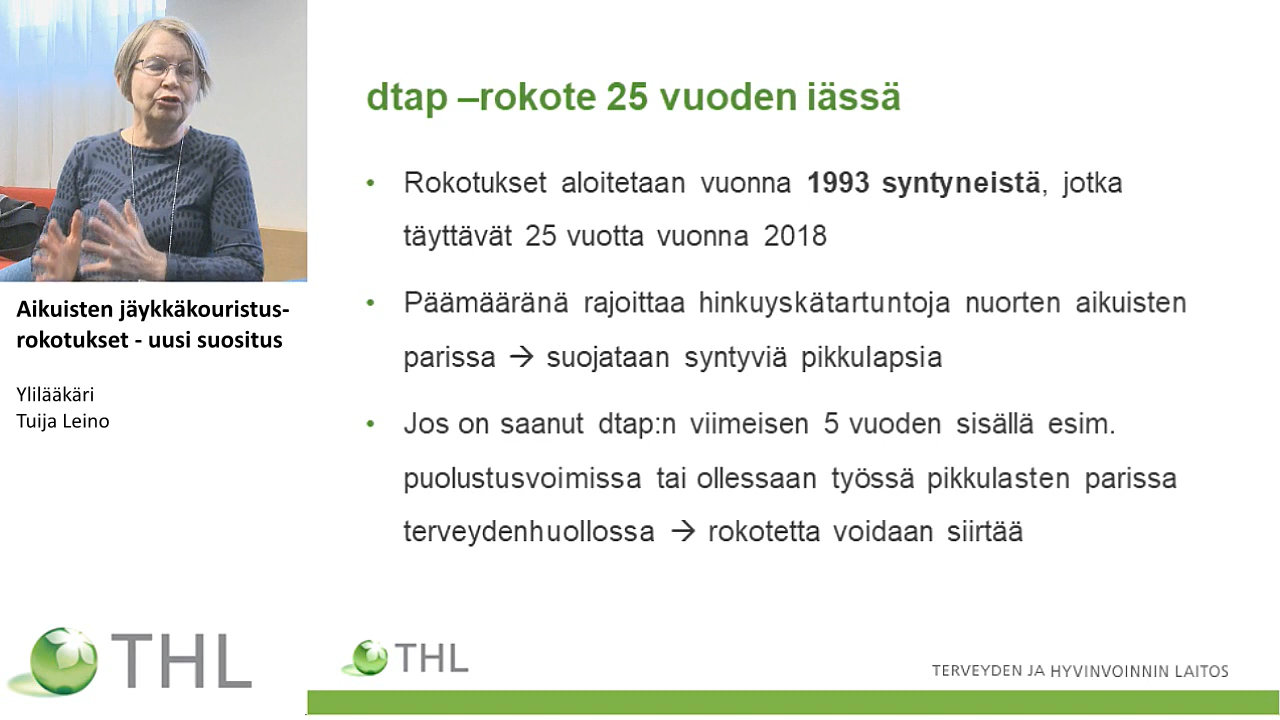 Aikuisten jäykkäkouristus-
rokotukset - uusi suositus
Ylilääkäri
Tuija Leino
THL
dtap –rokote 25 vuoden iässä
• Rokotukset aloitetaan vuonna 1993 syntyneistä, jotka
täyttävät 25 vuotta vuonna 2018
• Päämääränä rajoittaa hinkuyskätartuntoja nuorten aikuisten
parissa → suojataan syntyviä pikkulapsia
• Jos on saanut dtap:n viimeisen 5 vuoden sisällä esim.
puolustusvoimissa tai ollessaan työssä pikkulasten parissa
terveydenhuollossa → rokotetta voidaan siirtää
THL
TERVEYDEN JA HYVINVOINNIN LAITOS